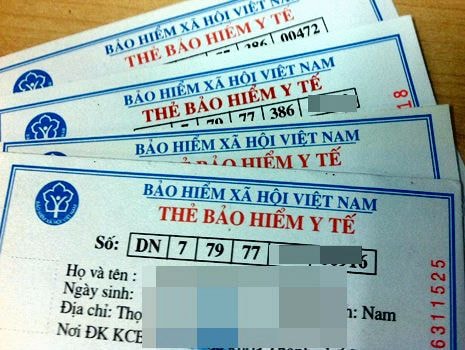 BẢO HIỂM XÃ HỘI VIỆT NAM
THẺ BẢO HIỂM Y TẾ
386 00472
BẢO HIỂM XÃ HỘI VIỆT NAM
THẺ BẢO HIỂM Y TẾ
7 79 77 386
18
BẢO HIỂM XÃ HỘI VIỆT NAM
THẺ BẢO HIỂM Y TẾ
BẢO HIỂM XÃ HỘI VIỆT NAM
THẺ BẢO HIỂM Y TẾ
Số: DN 7 79 77
Họ và tên :
Ngày sinh: Nam
Địa chỉ: Thọ
Nơi ĐK KCB
6311525